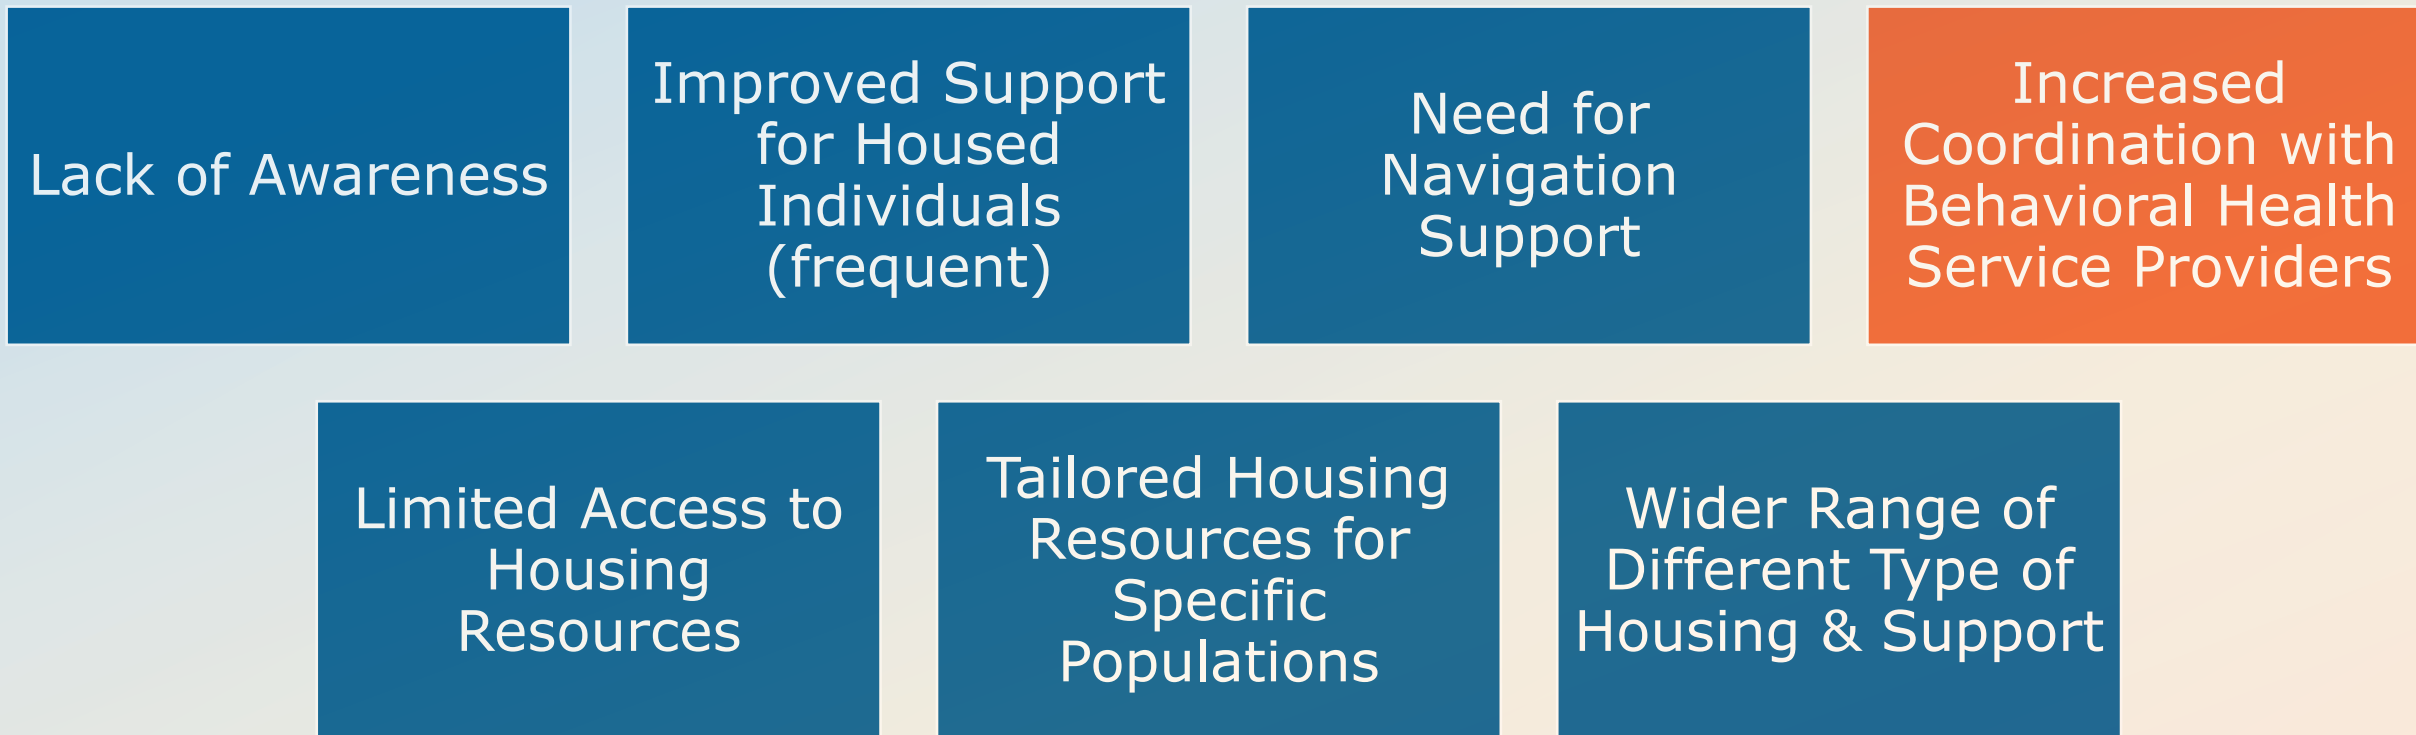 Lack of Awareness
Improved Support
for Housed
Individuals
(frequent)
Need for
Navigation
Support
Increased
Coordination with
Behavioral Health
Service Providers
Limited Access to
Housing
Resources
Tailored Housing
Resources for
Specific
Populations
Wider Range of
Different Type of
Housing & Support